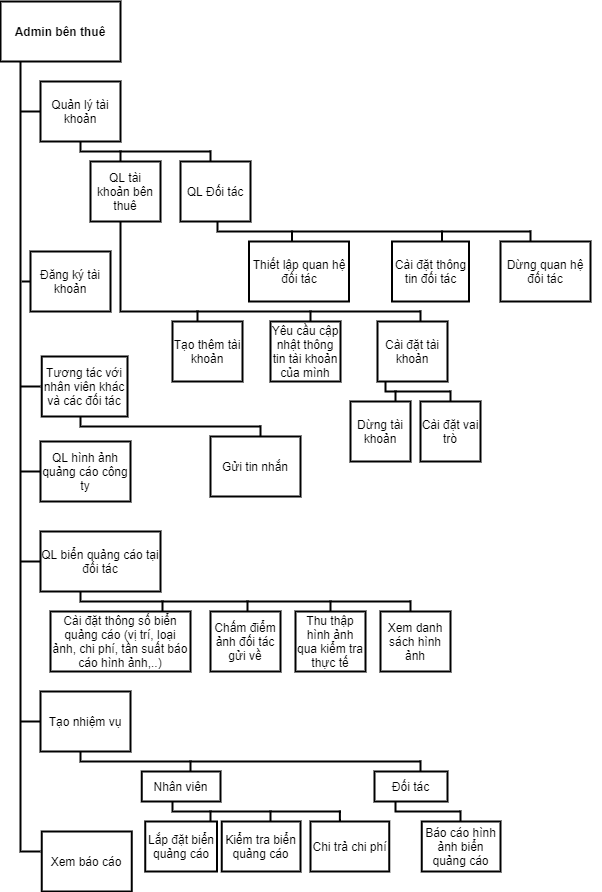 Admin bên thuê
Quản lý tài
khoản
QL tài
khoản bên
thuê
QL Đối tác
Thiết lập quan hệ
đối tác
Cài đặt thông
tin đối tác
Dừng quan hệ
đối tác
Đăng ký tài
khoản
Tạo thêm tài
khoản
Yêu cầu cập
nhật thông
tin tài khoản
của mình
Cài đặt tài
khoản
Tương tác với
nhân viên khác
và các đối tác
Dừng tài
khoản
Cài đặt vai
trò
Gửi tin nhắn
QL hình ảnh
quảng cáo công
ty
QL biển quảng cáo tại
đối tác
Cài đặt thông số biển
quảng cáo (vị trí, loại
ảnh, chi phí, tần suất báo
cáo hình ảnh,..)
Chấm điểm
ảnh đối tác
gửi về
Thu thập
hình ảnh
qua kiểm tra
thực tế
Xem danh
sách hình
ảnh
Tạo nhiệm vụ
Nhân viên
Đối tác
Lắp đặt biển
quảng cáo
Kiểm tra biển
quảng cáo
Chi trả chi phí
Báo cáo hình
ảnh biển
quảng cáo
Xem báo cáo